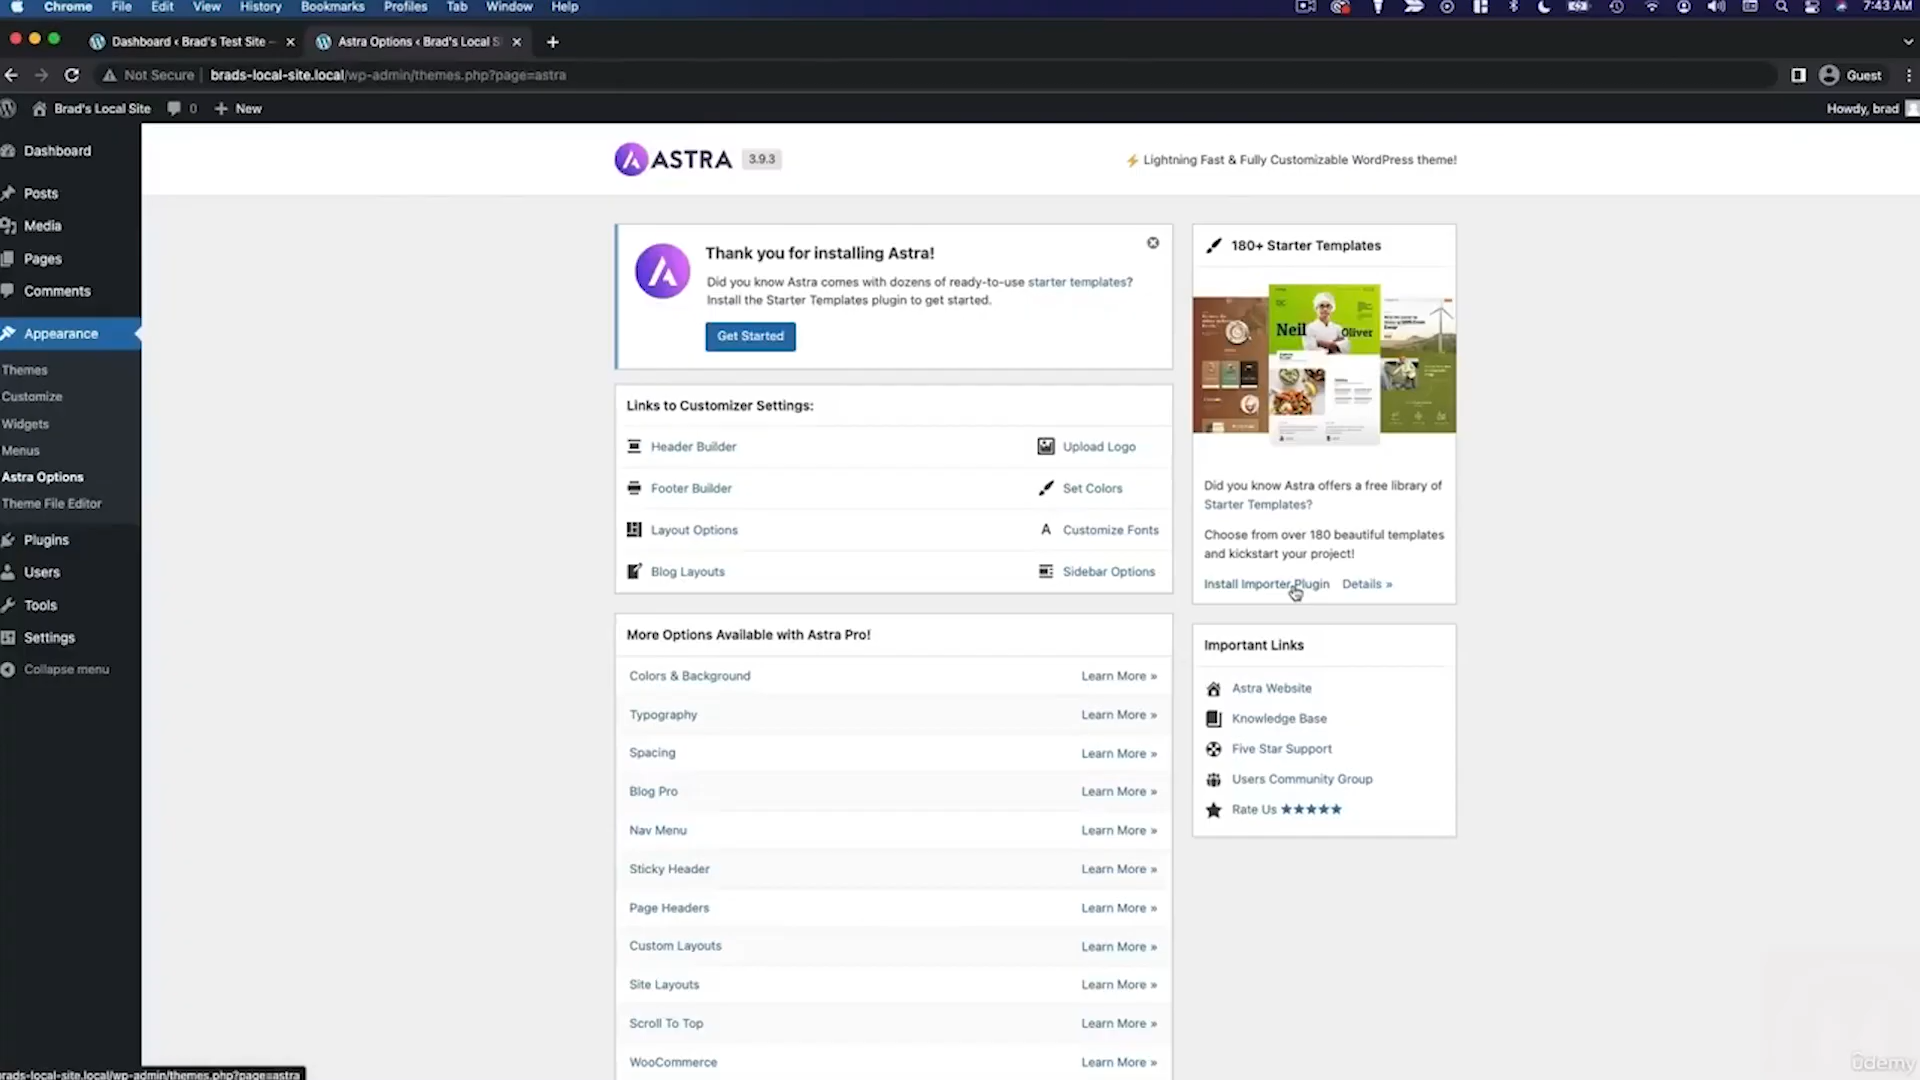 Chrome File Edit View History Bookmarks Profiles Tab Window Help 7:43 AM
Dashboard ‹ Brad's Test Site –
Astra Options ‹ Brad's Local S
Not Secure brads-local-site.local/wp-admin/themes.php?page=astra Guest
Brad's Local Site 0 + New Howdy, brad
Dashboard
Posts
Media
Pages
Comments
Appearance
Themes
Customize
Widgets
Menus
Astra Options
Theme File Editor
Plugins
Users
Tools
Settings
Collapse menu
ASTRA 3.9.3
Lightning Fast & Fully Customizable WordPress theme!
Thank you for installing Astra!
Did you know Astra comes with dozens of ready-to-use starter templates?
Install the Starter Templates plugin to get started.
Get Started
Links to Customizer Settings:
Header Builder Upload Logo
Footer Builder Set Colors
Layout Options Customize Fonts
Blog Layouts Sidebar Options
More Options Available with Astra Pro!
Colors & Background Learn More »
Typography Learn More »
Spacing Learn More »
Blog Pro Learn More »
Nav Menu Learn More »
Sticky Header Learn More »
Page Headers Learn More »
Custom Layouts Learn More »
Site Layouts Learn More »
Scroll To Top Learn More »
WooCommerce Learn More »
180+ Starter Templates
Neil Oliver
Did you know Astra offers a free library of
Starter Templates?
Choose from over 180 beautiful templates
and kickstart your project!
Install Importer Plugin Details »
Important Links
Astra Website
Knowledge Base
Five Star Support
Users Community Group
Rate Us ★★★★★
brads-local-site.local/wp-admin/themes.php?page=astra
Udemy